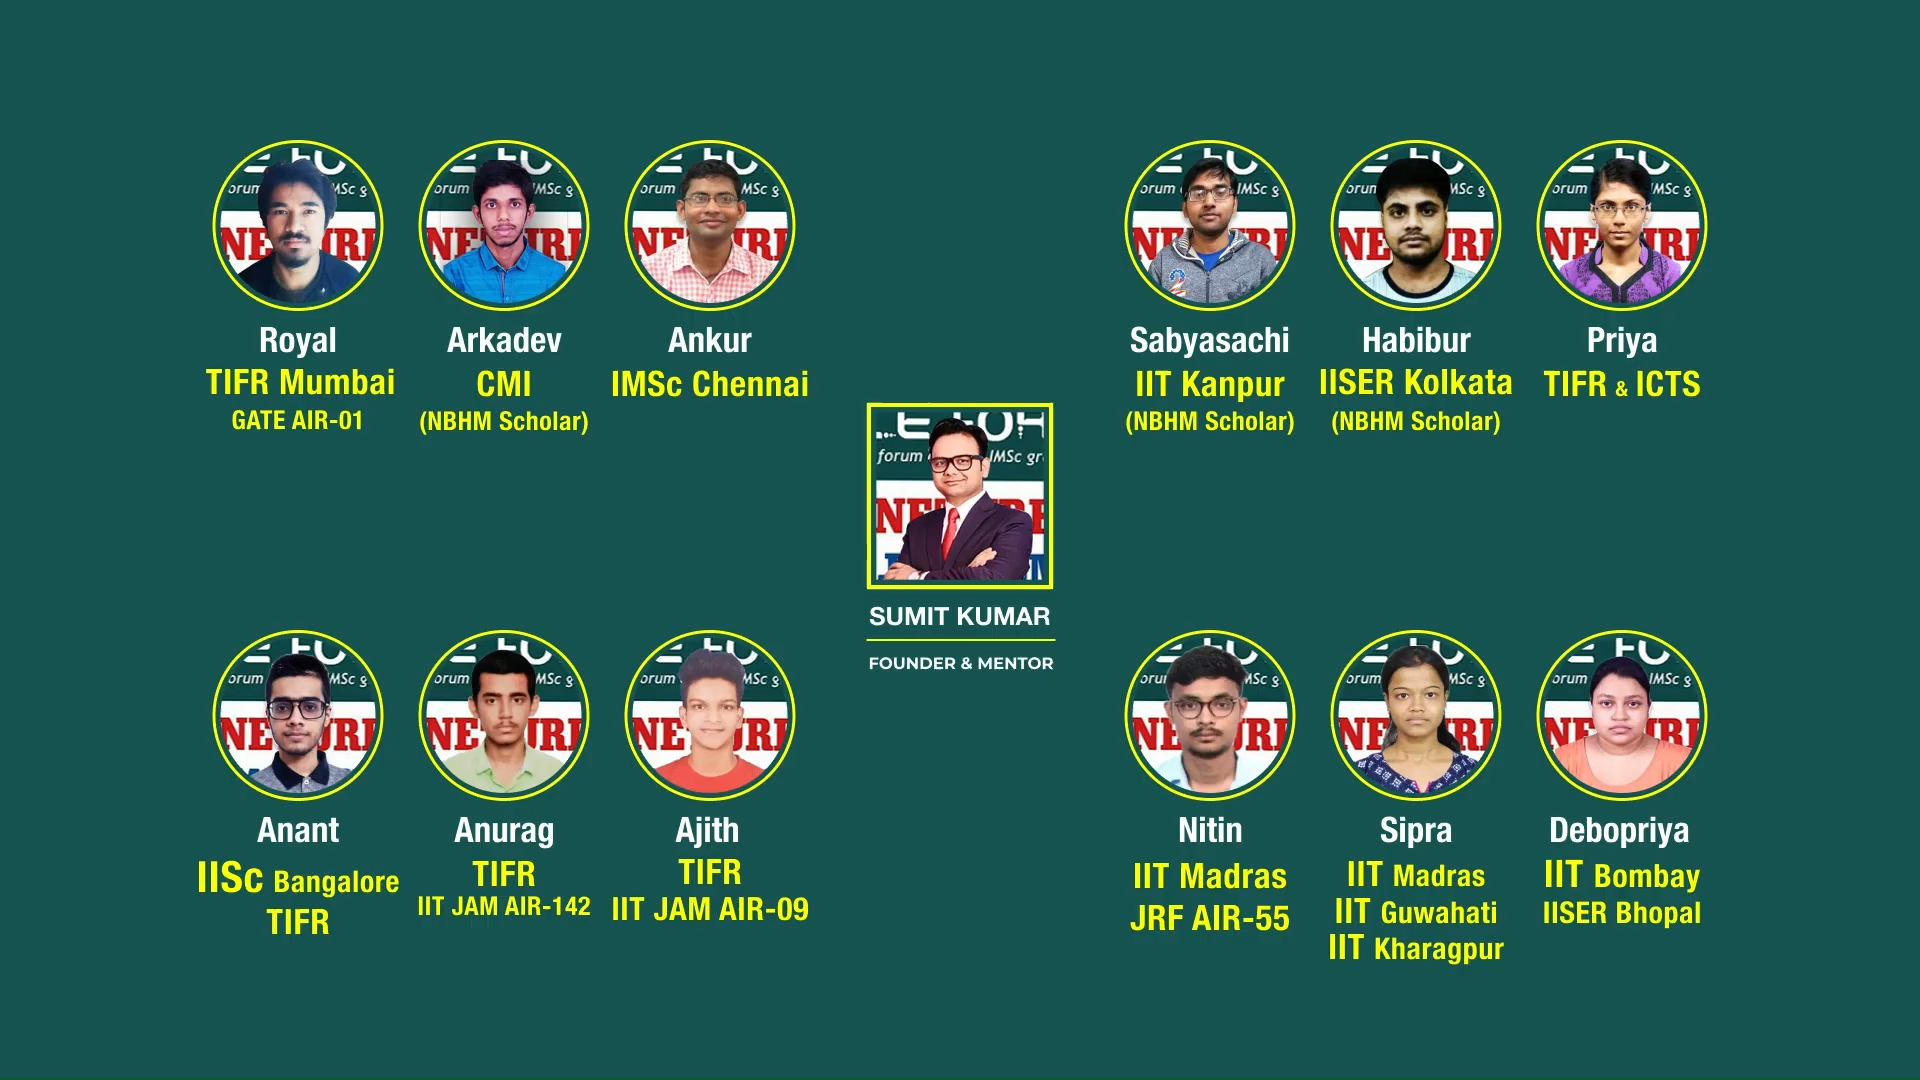 Royal
TIFR Mumbai
GATE AIR-01
Arkadev
CMI
(NBHM Scholar)
Ankur
IMSc Chennai
Sabyasachi
IIT Kanpur
(NBHM Scholar)
Habibur
IISER Kolkata
(NBHM Scholar)
Priya
TIFR & ICTS
forum
IMSc gr
SUMIT KUMAR
FOUNDER & MENTOR
Anant
IISc Bangalore
TIFR
Anurag
TIFR
IIT JAM AIR-142
Ajith
TIFR
IIT JAM AIR-09
Nitin
IIT Madras
JRF AIR-55
Sipra
IIT Madras
IIT Guwahati
IIT Kharagpur
Debopriya
IIT Bombay
IISER Bhopal